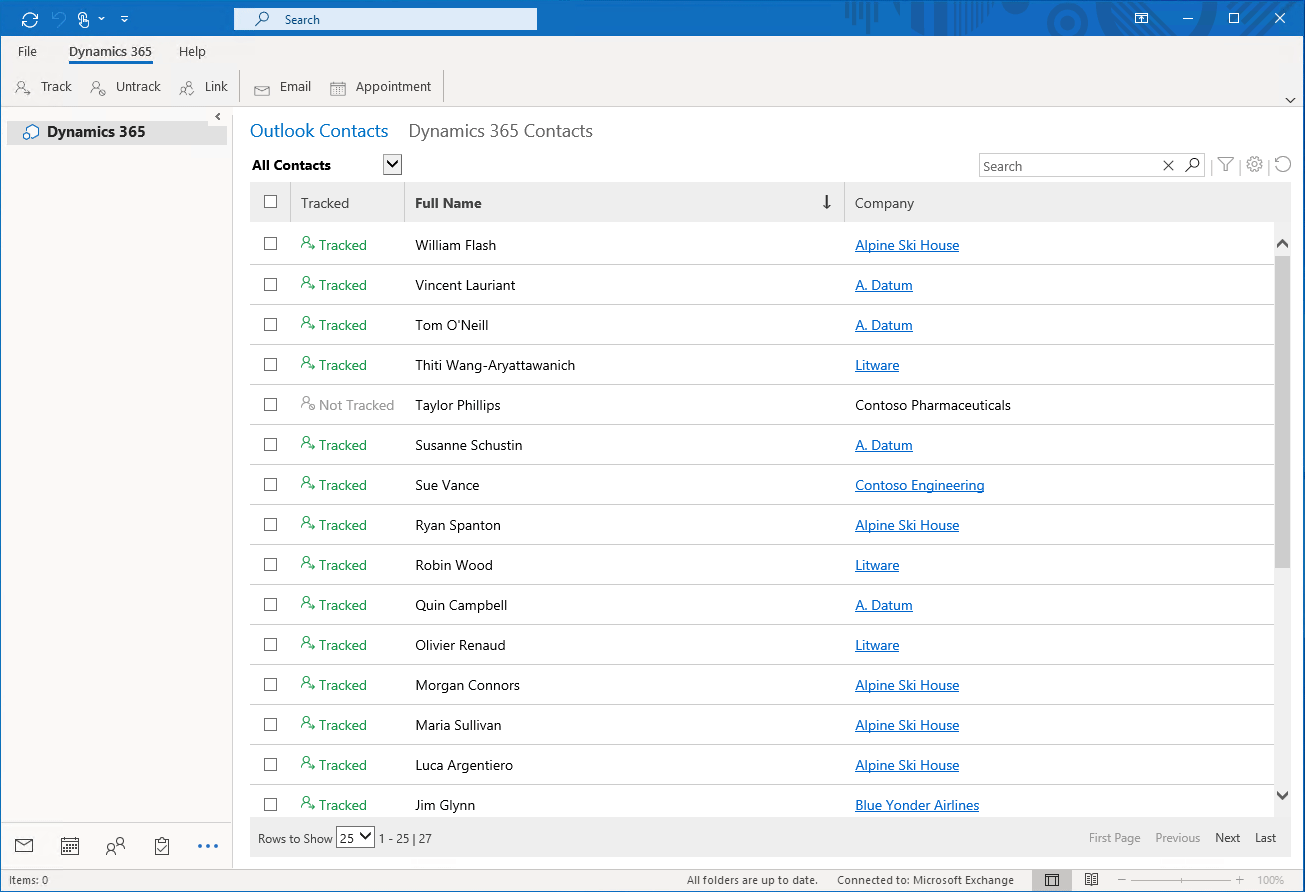 Search
File Dynamics 365 Help
Track Untrack Link Email Appointment
Dynamics 365
Outlook Contacts Dynamics 365 Contacts
All Contacts Search
Tracked Full Name Company
Tracked William Flash Alpine Ski House
Tracked Vincent Lauriant A. Datum
Tracked Tom O'Neill A. Datum
Tracked Thiti Wang-Aryattawanich Litware
Not Tracked Taylor Phillips Contoso Pharmaceuticals
Tracked Susanne Schustin A. Datum
Tracked Sue Vance Contoso Engineering
Tracked Ryan Spanton Alpine Ski House
Tracked Robin Wood Litware
Tracked Quin Campbell A. Datum
Tracked Olivier Renaud Litware
Tracked Morgan Connors Alpine Ski House
Tracked Maria Sullivan Alpine Ski House
Tracked Luca Argentiero Alpine Ski House
Tracked Jim Glynn Blue Yonder Airlines
Rows to Show 25 1 - 25 | 27 First Page Previous Next Last
Items: 0 All folders are up to date. Connected to: Microsoft Exchange 100%